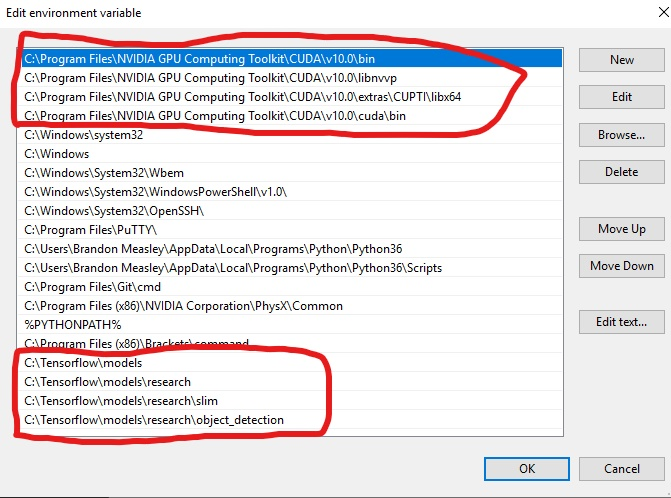 Edit environment variable
C:\Program Files\NVIDIA GPU Computing Toolkit\CUDA\v10.0\bin
C:\Program Files\NVIDIA GPU Computing Toolkit\CUDA\v10.0\libnvvp
C:\Program Files\NVIDIA GPU Computing Toolkit\CUDA\v10.0\extras\CUPTI\libx64
C:\Program Files\NVIDIA GPU Computing Toolkit\CUDA\v10.0\cuda\bin
C:\Windows\system32
C:\Windows
C:\Windows\System32\Wbem
C:\Windows\System32\WindowsPowerShell\v1.0\
C:\Windows\System32\OpenSSH\
C:\Program Files\PuTTY\
C:\Users\Brandon Measley\AppData\Local\Programs\Python\Python36
C:\Users\Brandon Measley\AppData\Local\Programs\Python\Python36\Scripts
C:\Program Files\Git\cmd
C:\Program Files (x86)\NVIDIA Corporation\PhysX\Common
%PYTHONPATH%
C:\Program Files (x86)\Brackets\command
C:\Tensorflow\models
C:\Tensorflow\models\research
C:\Tensorflow\models\research\slim
C:\Tensorflow\models\research\object_detection
New
Edit
Browse...
Delete
Move Up
Move Down
Edit text...
OK
Cancel